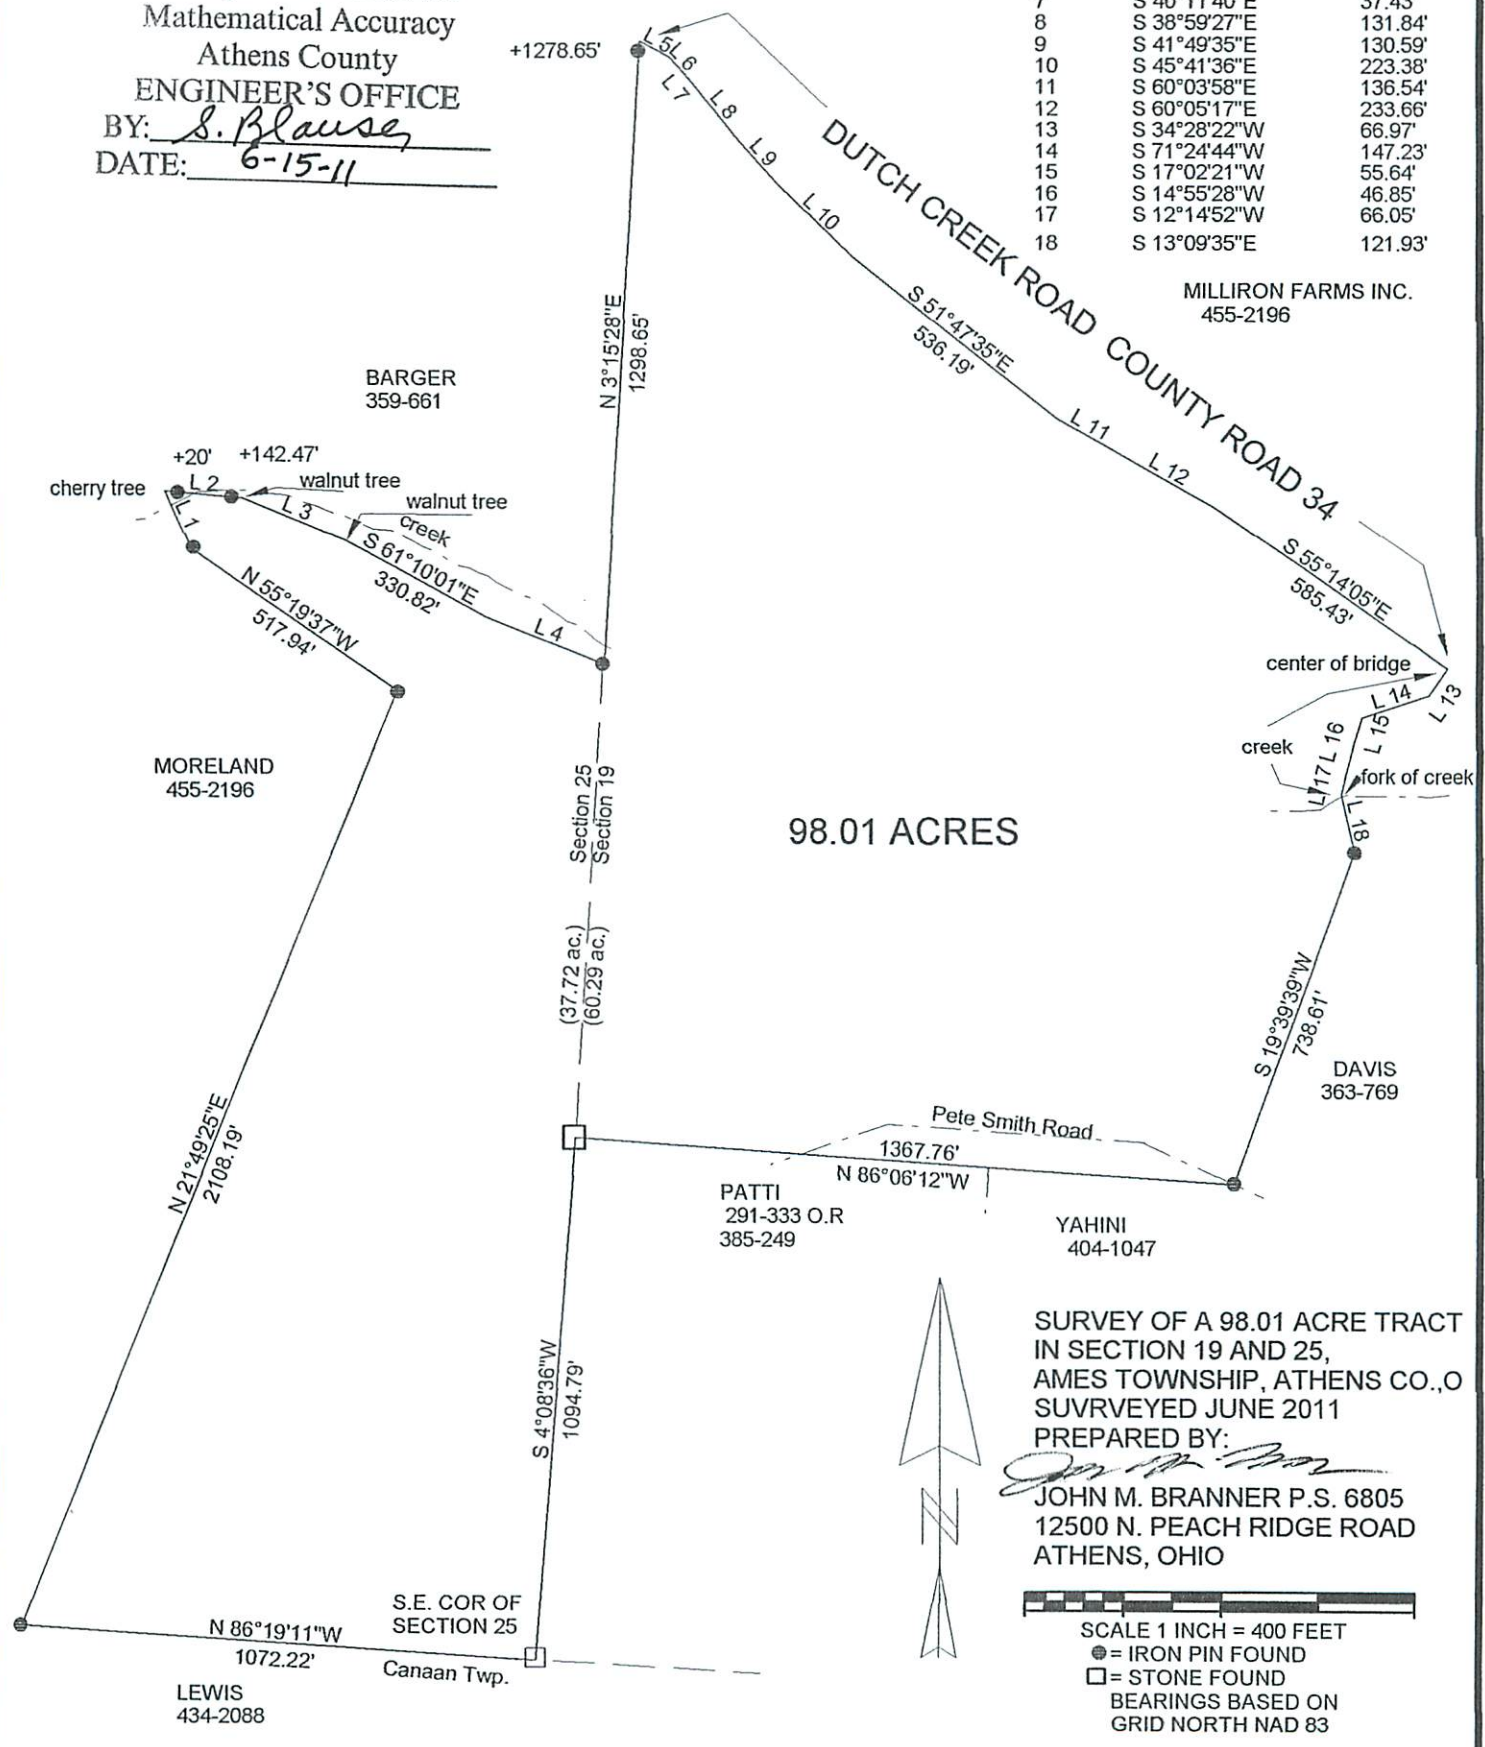 Mathematical Accuracy
Athens County
ENGINEER'S OFFICE
BY: S. Blauser
DATE: 6-15-11
7 S 40°11'40"E 37.43'
8 S 38°59'27"E 131.84'
9 S 41°49'35"E 130.59'
10 S 45°41'36"E 223.38'
11 S 60°03'58"E 136.54'
12 S 60°05'17"E 233.66'
13 S 34°28'22"W 66.97'
14 S 71°24'44"W 147.23'
15 S 17°02'21"W 55.64'
16 S 14°55'28"W 46.85'
17 S 12°14'52"W 66.05'
18 S 13°09'35"E 121.93'
MILLIRON FARMS INC.
455-2196
+1278.65'
L 5
L 6
L 7
L 8
L 9
L 10
DUTCH CREEK ROAD COUNTY ROAD 34
S 51°47'35"E
536.19'
L 11
L 12
S 55°14'05"E
585.43'
N 3°15'28"E
1298.65'
BARGER
359-661
+20'
+142.47'
cherry tree
L 2
walnut tree
walnut tree
L 1
L 3
creek
S 61°10'01"E
330.82'
L 4
N 55°19'37"W
517.94'
center of bridge
L 14
L 13
L 15
L 16
L 17
creek
fork of creek
L 18
MORELAND
455-2196
Section 25
Section 19
98.01 ACRES
(37.72 ac.)
(60.29 ac.)
S 19°39'39"W
738.61'
DAVIS
363-769
Pete Smith Road
1367.76'
N 86°06'12"W
PATTI
291-333 O.R
385-249
YAHINI
404-1047
N 21°49'25"E
2108.19'
S 4°08'36"W
1094.79'
S.E. COR OF
SECTION 25
N 86°19'11"W
1072.22'
Canaan Twp.
LEWIS
434-2088
N
SURVEY OF A 98.01 ACRE TRACT
IN SECTION 19 AND 25,
AMES TOWNSHIP, ATHENS CO.,O
SUVRVEYED JUNE 2011
PREPARED BY:
JOHN M. BRANNER P.S. 6805
12500 N. PEACH RIDGE ROAD
ATHENS, OHIO
SCALE 1 INCH = 400 FEET
= IRON PIN FOUND
= STONE FOUND
BEARINGS BASED ON
GRID NORTH NAD 83